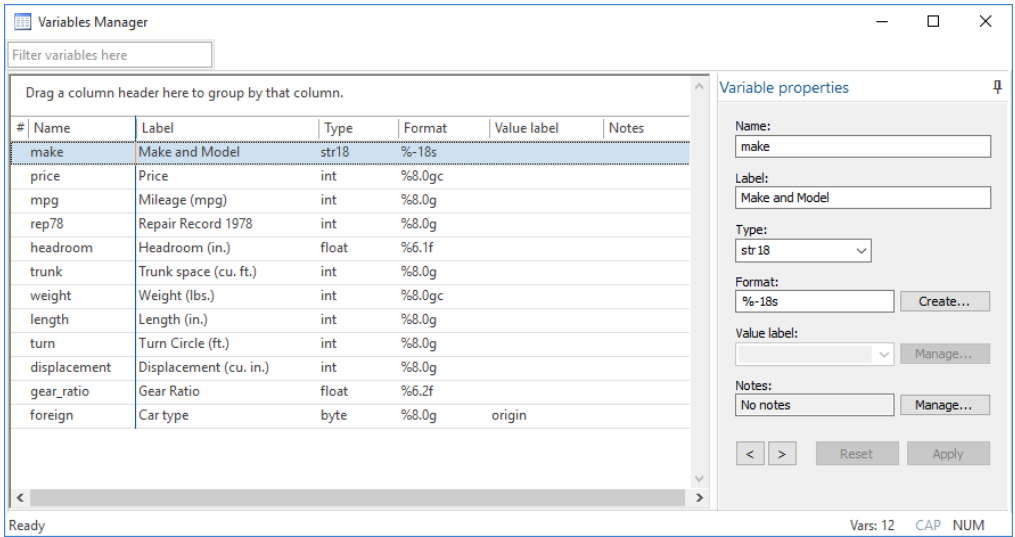 Variables Manager
Filter variables here
Drag a column header here to group by that column.
# Name Label Type Format Value label Notes
make Make and Model str18 %-18s
price Price int %8.0gc
mpg Mileage (mpg) int %8.0g
rep78 Repair Record 1978 int %8.0g
headroom Headroom (in.) float %6.1f
trunk Trunk space (cu. ft.) int %8.0g
weight Weight (lbs.) int %8.0gc
length Length (in.) int %8.0g
turn Turn Circle (ft.) int %8.0g
displacement Displacement (cu. in.) int %8.0g
gear_ratio Gear Ratio float %6.2f
foreign Car type byte %8.0g origin
Variable properties
Name:
make
Label:
Make and Model
Type:
str18
Format:
%-18s Create...
Value label:
Manage...
Notes:
No notes Manage...
< > Reset Apply
Ready Vars: 12 CAP NUM